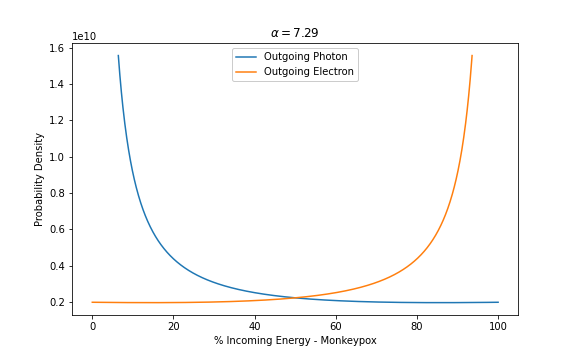 α = 7.29
1e10
Outgoing Photon
Outgoing Electron
Probability Density
1.6
1.4
1.2
1.0
0.8
0.6
0.4
0.2
0 20 40 60 80 100
% Incoming Energy - Monkeypox